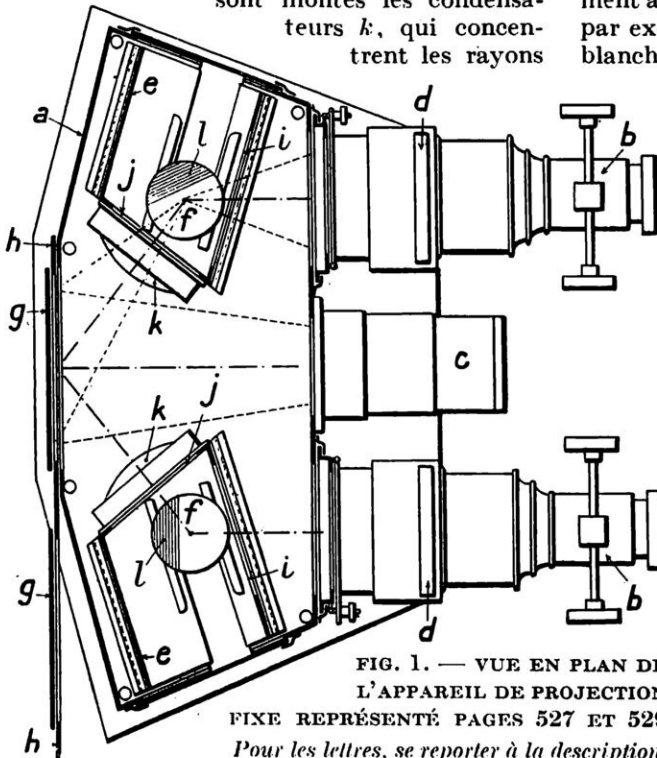 sont montés les condensa-
teurs k, qui concen-
trent les rayons
ment a
par ex
blanch
a
e
l
i
j
f
h
g
k
d
b
c
k
j
f
l
i
g
e
d
b
h
FIG. 1. — VUE EN PLAN DE
L'APPAREIL DE PROJECTION
FIXE REPRÉSENTÉ PAGES 527 ET 529
Pour les lettres, se reporter à la description